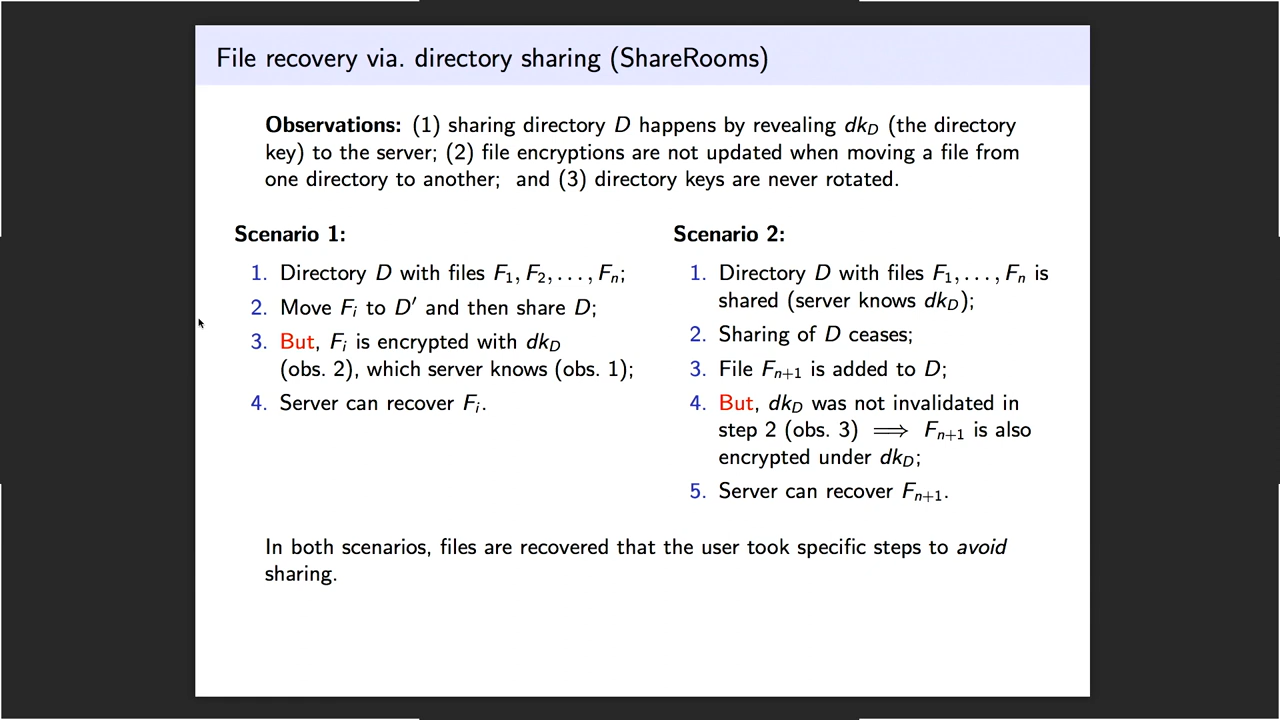 File recovery via. directory sharing (ShareRooms)
Observations: (1) sharing directory D happens by revealing dk_D (the directory
key) to the server; (2) file encryptions are not updated when moving a file from
one directory to another; and (3) directory keys are never rotated.
Scenario 1:
1. Directory D with files F_1, F_2, . . . , F_n;
2. Move F_i to D′ and then share D;
3. But, F_i is encrypted with dk_D
(obs. 2), which server knows (obs. 1);
4. Server can recover F_i.
Scenario 2:
1. Directory D with files F_1, . . . , F_n is
shared (server knows dk_D);
2. Sharing of D ceases;
3. File F_{n+1} is added to D;
4. But, dk_D was not invalidated in
step 2 (obs. 3) ⟹ F_{n+1} is also
encrypted under dk_D;
5. Server can recover F_{n+1}.
In both scenarios, files are recovered that the user took specific steps to avoid
sharing.